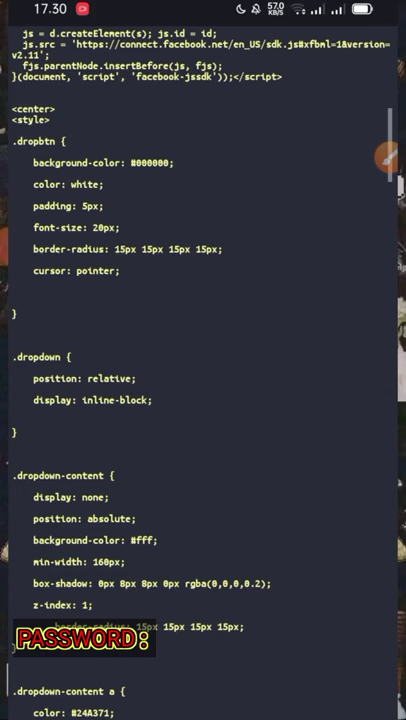 17.30
57.0
KB/S
js = d.createElement(s); js.id = id;
js.src = 'https://connect.facebook.net/en_US/sdk.js#xfbml=1&version=
v2.11';
fjs.parentNode.insertBefore(js, fjs);
}(document, 'script', 'facebook-jssdk'));</script>
<center>
<style>
.dropbtn {
background-color: #000000;
color: white;
padding: 5px;
font-size: 20px;
border-radius: 15px 15px 15px 15px;
cursor: pointer;
}
.dropdown {
position: relative;
display: inline-block;
}
.dropdown-content {
display: none;
position: absolute;
background-color: #fff;
min-width: 160px;
box-shadow: 0px 8px 8px 0px rgba(0,0,0,0.2);
z-index: 1;
border-radius: 15px 15px 15px 15px;
PASSWORD:
}
.dropdown-content a {
color: #24A371;